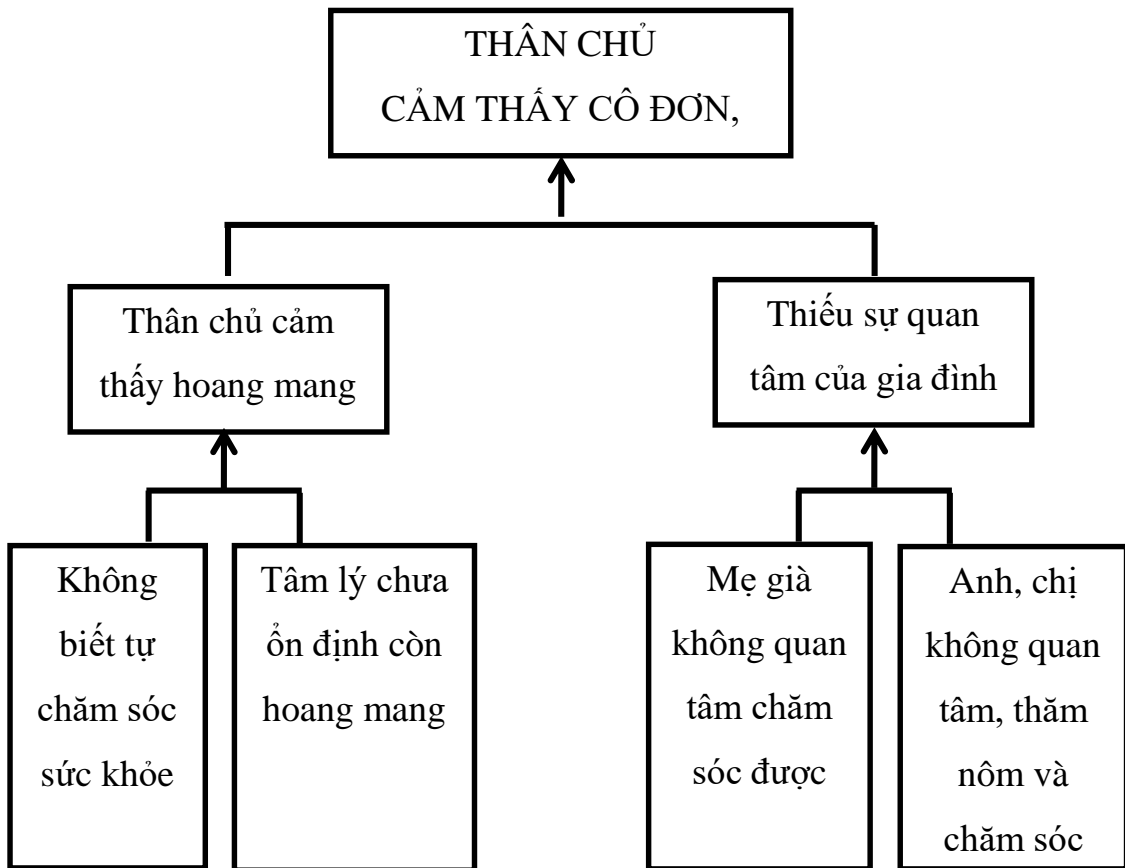 THÂN CHỦ
CẢM THẤY CÔ ĐƠN,
Thân chủ cảm
thấy hoang mang
Thiếu sự quan
tâm của gia đình
Không
biết tự
chăm sóc
sức khỏe
Tâm lý chưa
ổn định còn
hoang mang
Mẹ già
không quan
tâm chăm
sóc được
Anh, chị
không quan
tâm, thăm
nôm và
chăm sóc